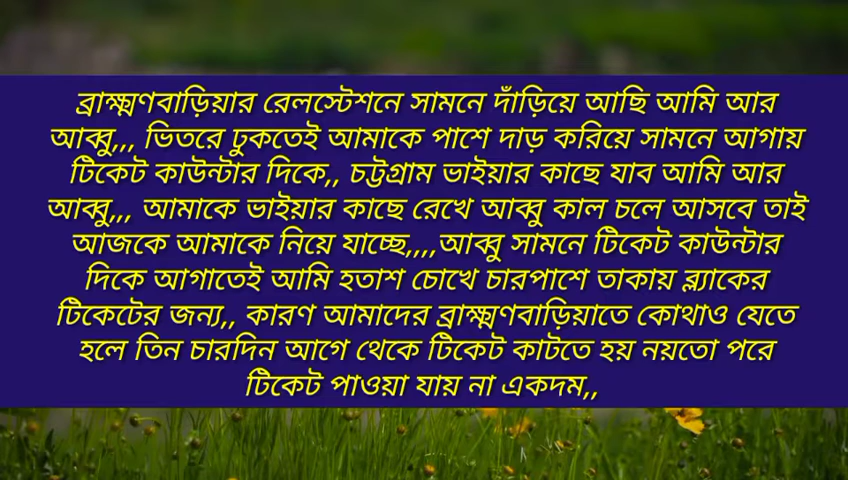 ব্রাক্ষ্মণবাড়িয়ার রেলস্টেশনে সামনে দাঁড়িয়ে আছি আমি আর
আব্বু,,, ভিতরে ঢুকতেই আমাকে পাশে দাড় করিয়ে সামনে আগায়
টিকেট কাউন্টার দিকে,, চট্টগ্রাম ভাইয়ার কাছে যাব আমি আর
আব্বু,,, আমাকে ভাইয়ার কাছে রেখে আব্বু কাল চলে আসবে তাই
আজকে আমাকে নিয়ে যাচ্ছে,,,,আব্বু সামনে টিকেট কাউন্টার
দিকে আগাতেই আমি হতাশ চোখে চারপাশে তাকায় ব্ল্যাকের
টিকেটের জন্য,, কারণ আমাদের ব্রাক্ষ্মণবাড়িয়াতে কোথাও যেতে
হলে তিন চারদিন আগে থেকে টিকেট কাটতে হয় নয়তো পরে
টিকেট পাওয়া যায় না একদম,,